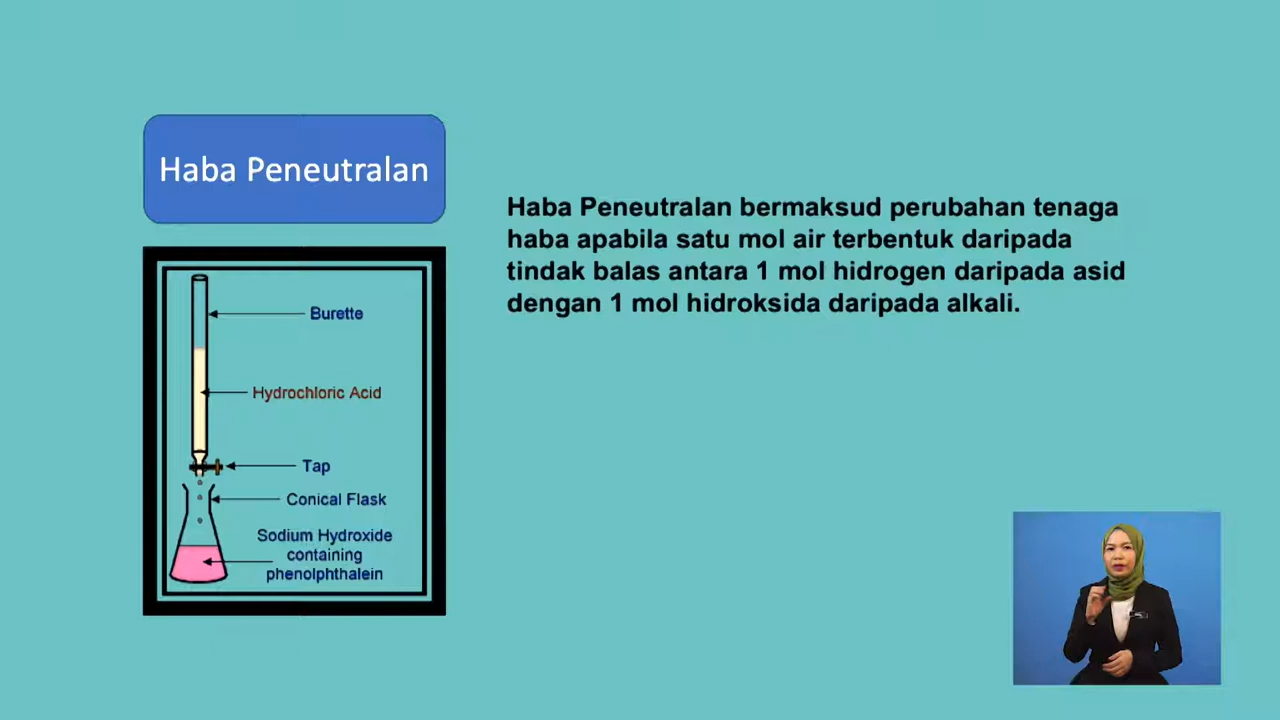 Haba Peneutralan
Haba Peneutralan bermaksud perubahan tenaga
haba apabila satu mol air terbentuk daripada
tindak balas antara 1 mol hidrogen daripada asid
dengan 1 mol hidroksida daripada alkali.
Burette
Hydrochloric Acid
Tap
Conical Flask
Sodium Hydroxide
containing
phenolphthalein